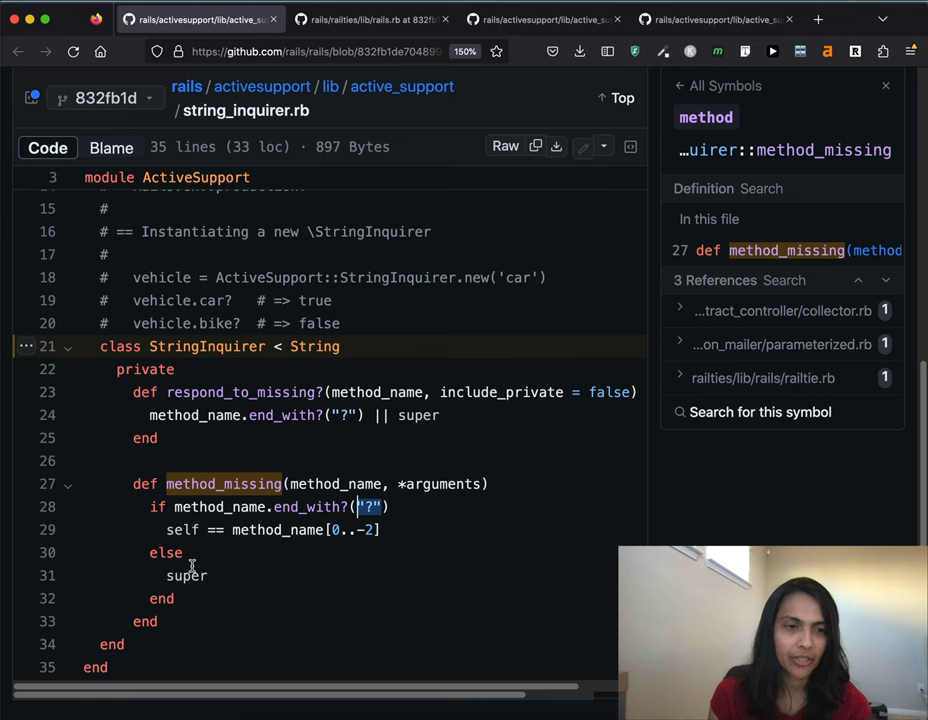 rails/activesupport/lib/active_su
rails/railties/lib/rails.rb at 832fb1
rails/activesupport/lib/active_su
rails/activesupport/lib/active_su
https://github.com/rails/rails/blob/832fb1de704899
150%
832fb1d
rails / activesupport / lib / active_support
/ string_inquirer.rb
Top
Code
Blame
35 lines (33 loc) · 897 Bytes
Raw
3 module ActiveSupport
15 #
16 # == Instantiating a new \StringInquirer
17 #
18 # vehicle = ActiveSupport::StringInquirer.new('car')
19 # vehicle.car? # => true
20 # vehicle.bike? # => false
21 class StringInquirer < String
22 private
23 def respond_to_missing?(method_name, include_private = false)
24 method_name.end_with?("?") || super
25 end
26
27 def method_missing(method_name, *arguments)
28 if method_name.end_with?("?")
29 self == method_name[0..-2]
30 else
31 super
32 end
33 end
34 end
35 end
All Symbols
method
…uirer::method_missing
Definition Search
In this file
27 def method_missing(method
3 References Search
...tract_controller/collector.rb 1
...on_mailer/parameterized.rb 1
railties/lib/rails/railtie.rb 1
Search for this symbol